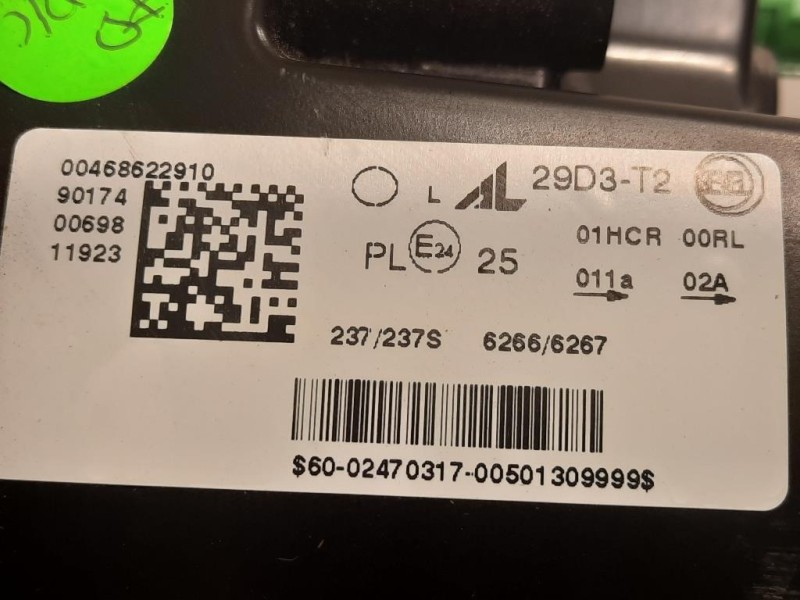 00468622910
90174
00698
11923
L AL 29D3-T2
PL E24 25
01HCR 00RL
011a 02A
237/237S 6266/6267
$60-02470317-00501309999$